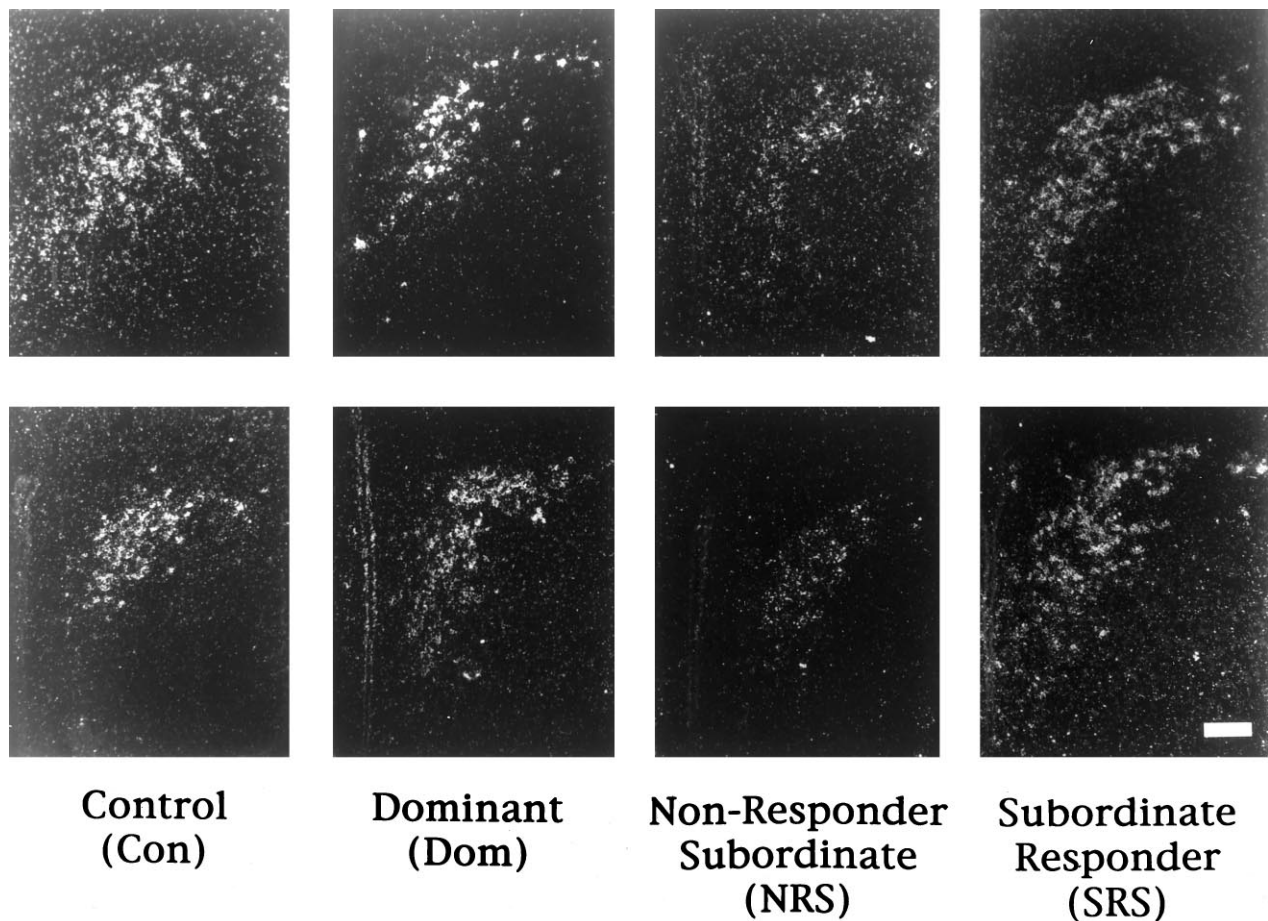 Control
(Con)
Dominant
(Dom)
Non-Responder
Subordinate
(NRS)
Subordinate
Responder
(SRS)